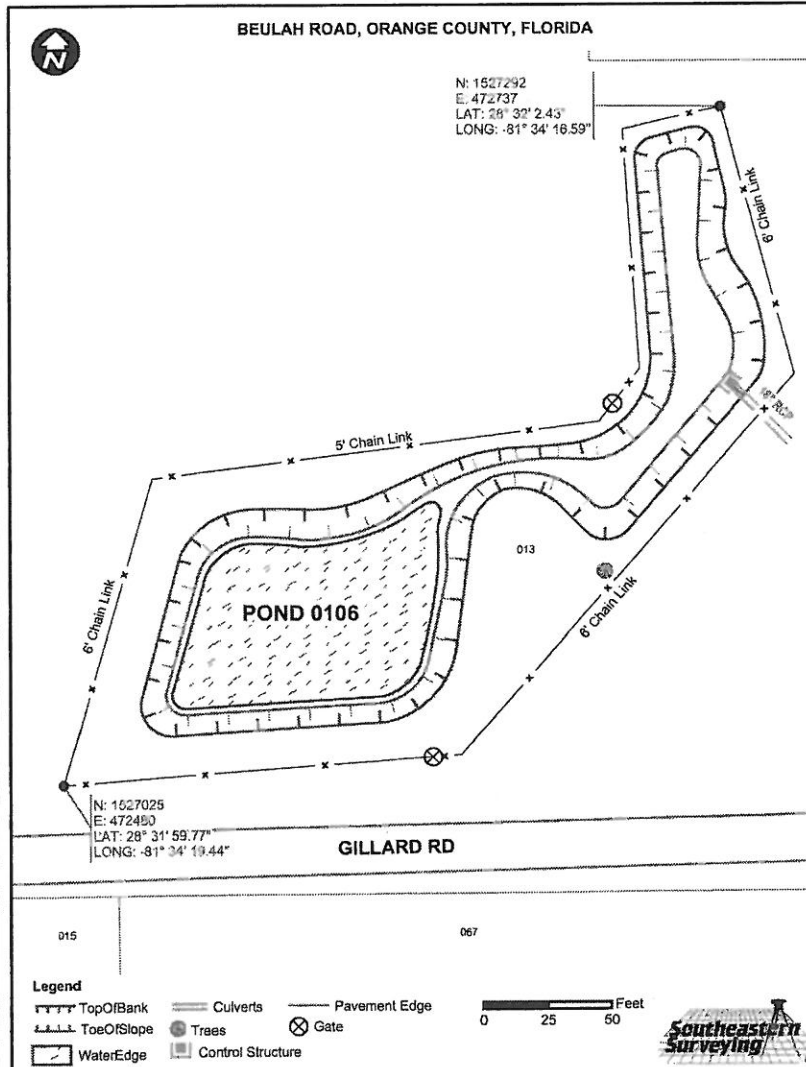 BEULAH ROAD, ORANGE COUNTY, FLORIDA
N
N: 1527292
E: 472737
LAT: 28° 32' 2.43"
LONG: -81° 34' 16.59"
6' Chain Link
18" RCP
5' Chain Link
013
6' Chain Link
6' Chain Link
POND 0106
N: 1527025
E: 472480
LAT: 28° 31' 59.77"
LONG: -81° 34' 19.44"
GILLARD RD
015
067
Legend
TopOfBank
Culverts
Pavement Edge
ToeOfSlope
Trees
Gate
WaterEdge
Control Structure
Feet
0 25 50
Southeastern
Surveying